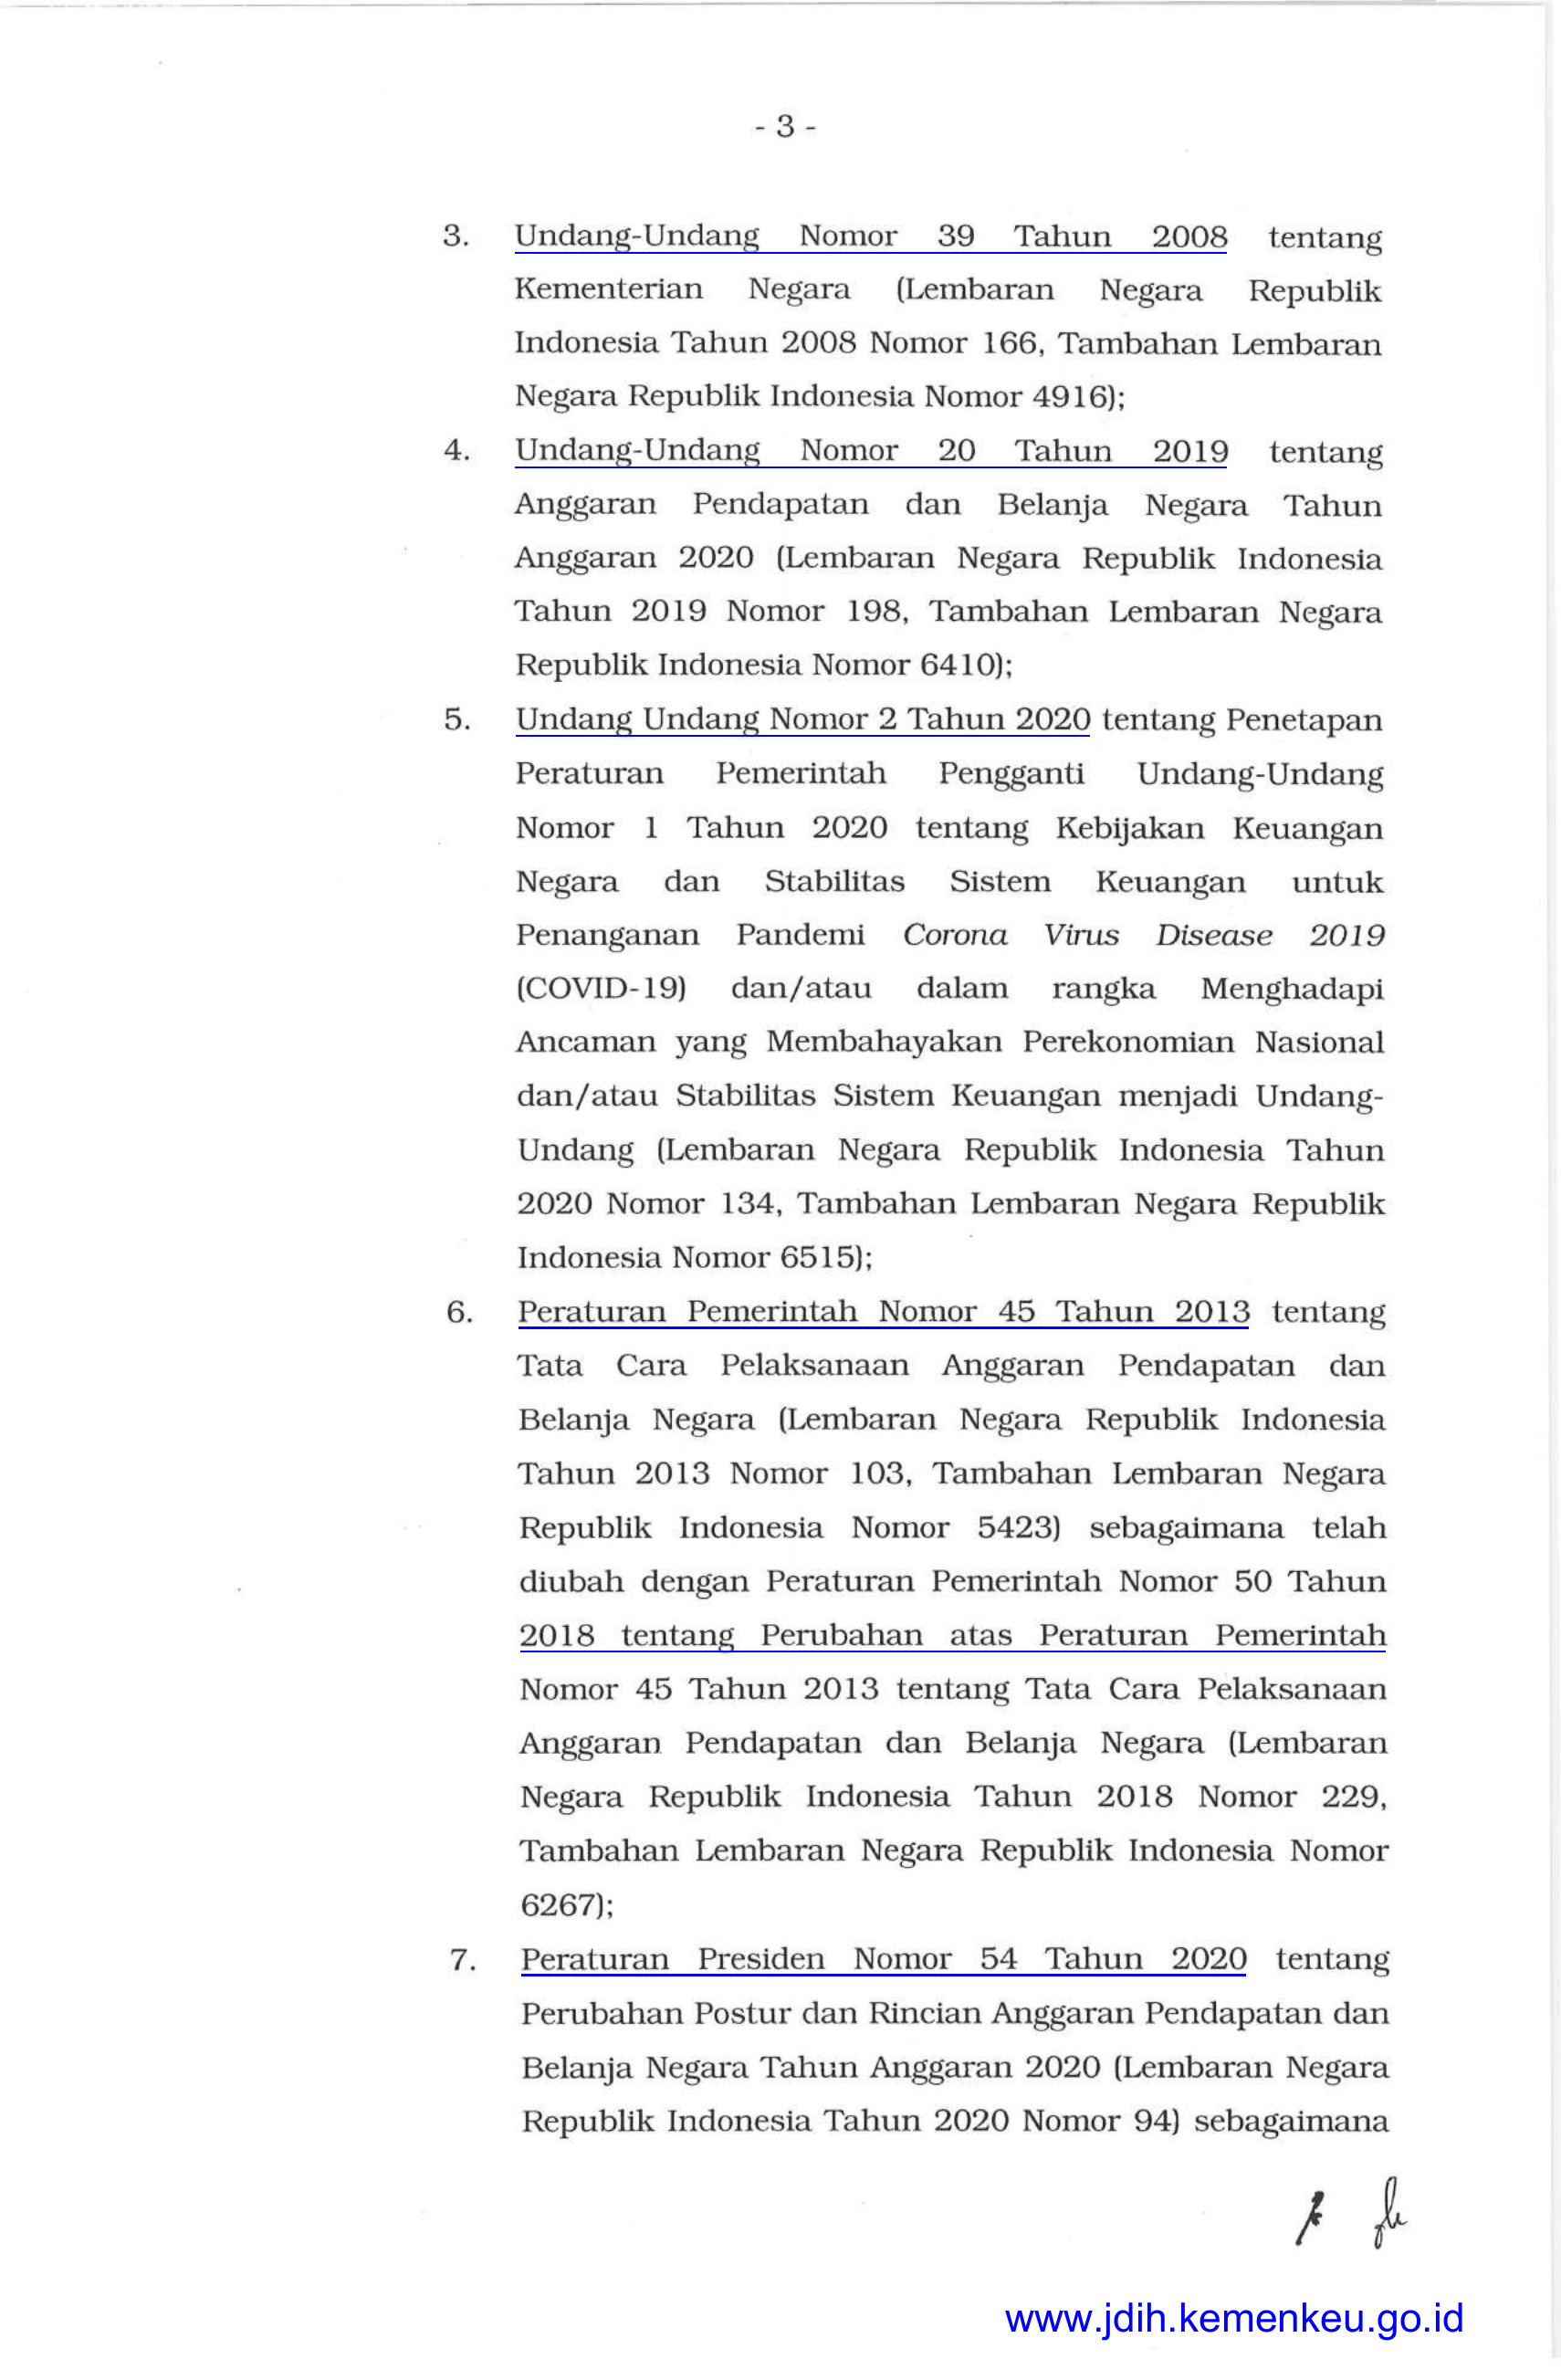 - 3 -
3. Undang-Undang Nomor 39 Tahun 2008 tentang
Kementerian Negara (Lembaran Negara Republik
Indonesia Tahun 2008 Nomor 166, Tambahan Lembaran
Negara Republik Indonesia Nomor 4916);
4. Undang-Undang Nomor 20 Tahun 2019 tentang
Anggaran Pendapatan dan Belanja Negara Tahun
Anggaran 2020 (Lembaran Negara Republik Indonesia
Tahun 2019 Nomor 198, Tambahan Lembaran Negara
Republik Indonesia Nomor 6410);
5. Undang Undang Nomor 2 Tahun 2020 tentang Penetapan
Peraturan Pemerintah Pengganti Undang-Undang
Nomor 1 Tahun 2020 tentang Kebijakan Keuangan
Negara dan Stabilitas Sistem Keuangan untuk
Penanganan Pandemi Corona Virus Disease 2019
(COVID-19) dan/atau dalam rangka Menghadapi
Ancaman yang Membahayakan Perekonomian Nasional
dan/atau Stabilitas Sistem Keuangan menjadi Undang-
Undang (Lembaran Negara Republik Indonesia Tahun
2020 Nomor 134, Tambahan Lembaran Negara Republik
Indonesia Nomor 6515);
6. Peraturan Pemerintah Nomor 45 Tahun 2013 tentang
Tata Cara Pelaksanaan Anggaran Pendapatan dan
Belanja Negara (Lembaran Negara Republik Indonesia
Tahun 2013 Nomor 103, Tambahan Lembaran Negara
Republik Indonesia Nomor 5423) sebagaimana telah
diubah dengan Peraturan Pemerintah Nomor 50 Tahun
2018 tentang Perubahan atas Peraturan Pemerintah
Nomor 45 Tahun 2013 tentang Tata Cara Pelaksanaan
Anggaran Pendapatan dan Belanja Negara (Lembaran
Negara Republik Indonesia Tahun 2018 Nomor 229,
Tambahan Lembaran Negara Republik Indonesia Nomor
6267);
7. Peraturan Presiden Nomor 54 Tahun 2020 tentang
Perubahan Postur dan Rincian Anggaran Pendapatan dan
Belanja Negara Tahun Anggaran 2020 (Lembaran Negara
Republik Indonesia Tahun 2020 Nomor 94) sebagaimana
www.jdih.kemenkeu.go.id